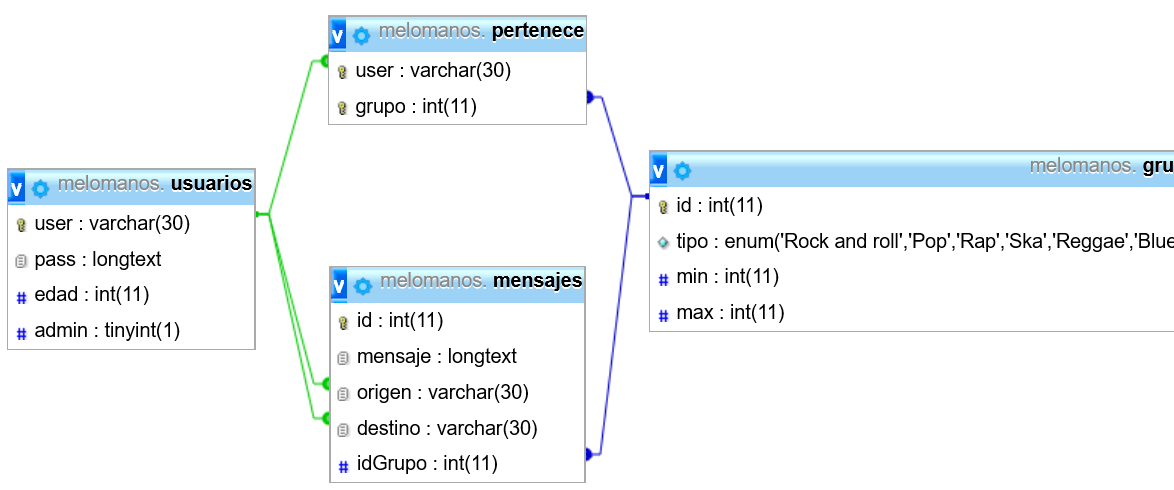 melomanos. pertenece
user : varchar(30)
grupo : int(11)
melomanos. usuarios
user : varchar(30)
pass : longtext
edad : int(11)
admin : tinyint(1)
melomanos. mensajes
id : int(11)
mensaje : longtext
origen : varchar(30)
destino : varchar(30)
idGrupo : int(11)
melomanos. gru
id : int(11)
tipo : enum('Rock and roll','Pop','Rap','Ska','Reggae','Blue
min : int(11)
max : int(11)